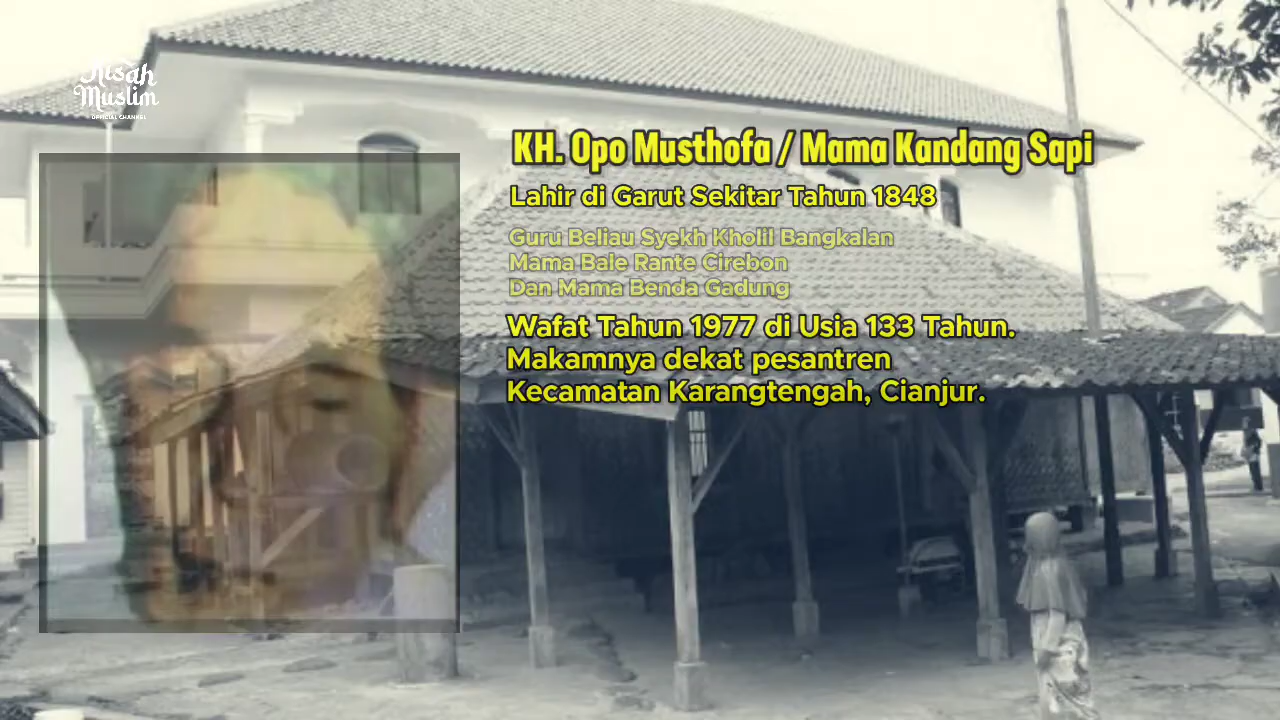 Kisah
Muslim
OFFICIAL CHANNEL
KH. Opo Musthofa / Mama Kandang Sapi
Lahir di Garut Sekitar Tahun 1848
Guru Beliau Syekh Kholil Bangkalan
Mama Bale Rante Cirebon
Dan Mama Benda Gadung
Wafat Tahun 1977 di Usia 133 Tahun.
Makamnya dekat pesantren
Kecamatan Karangtengah, Cianjur.